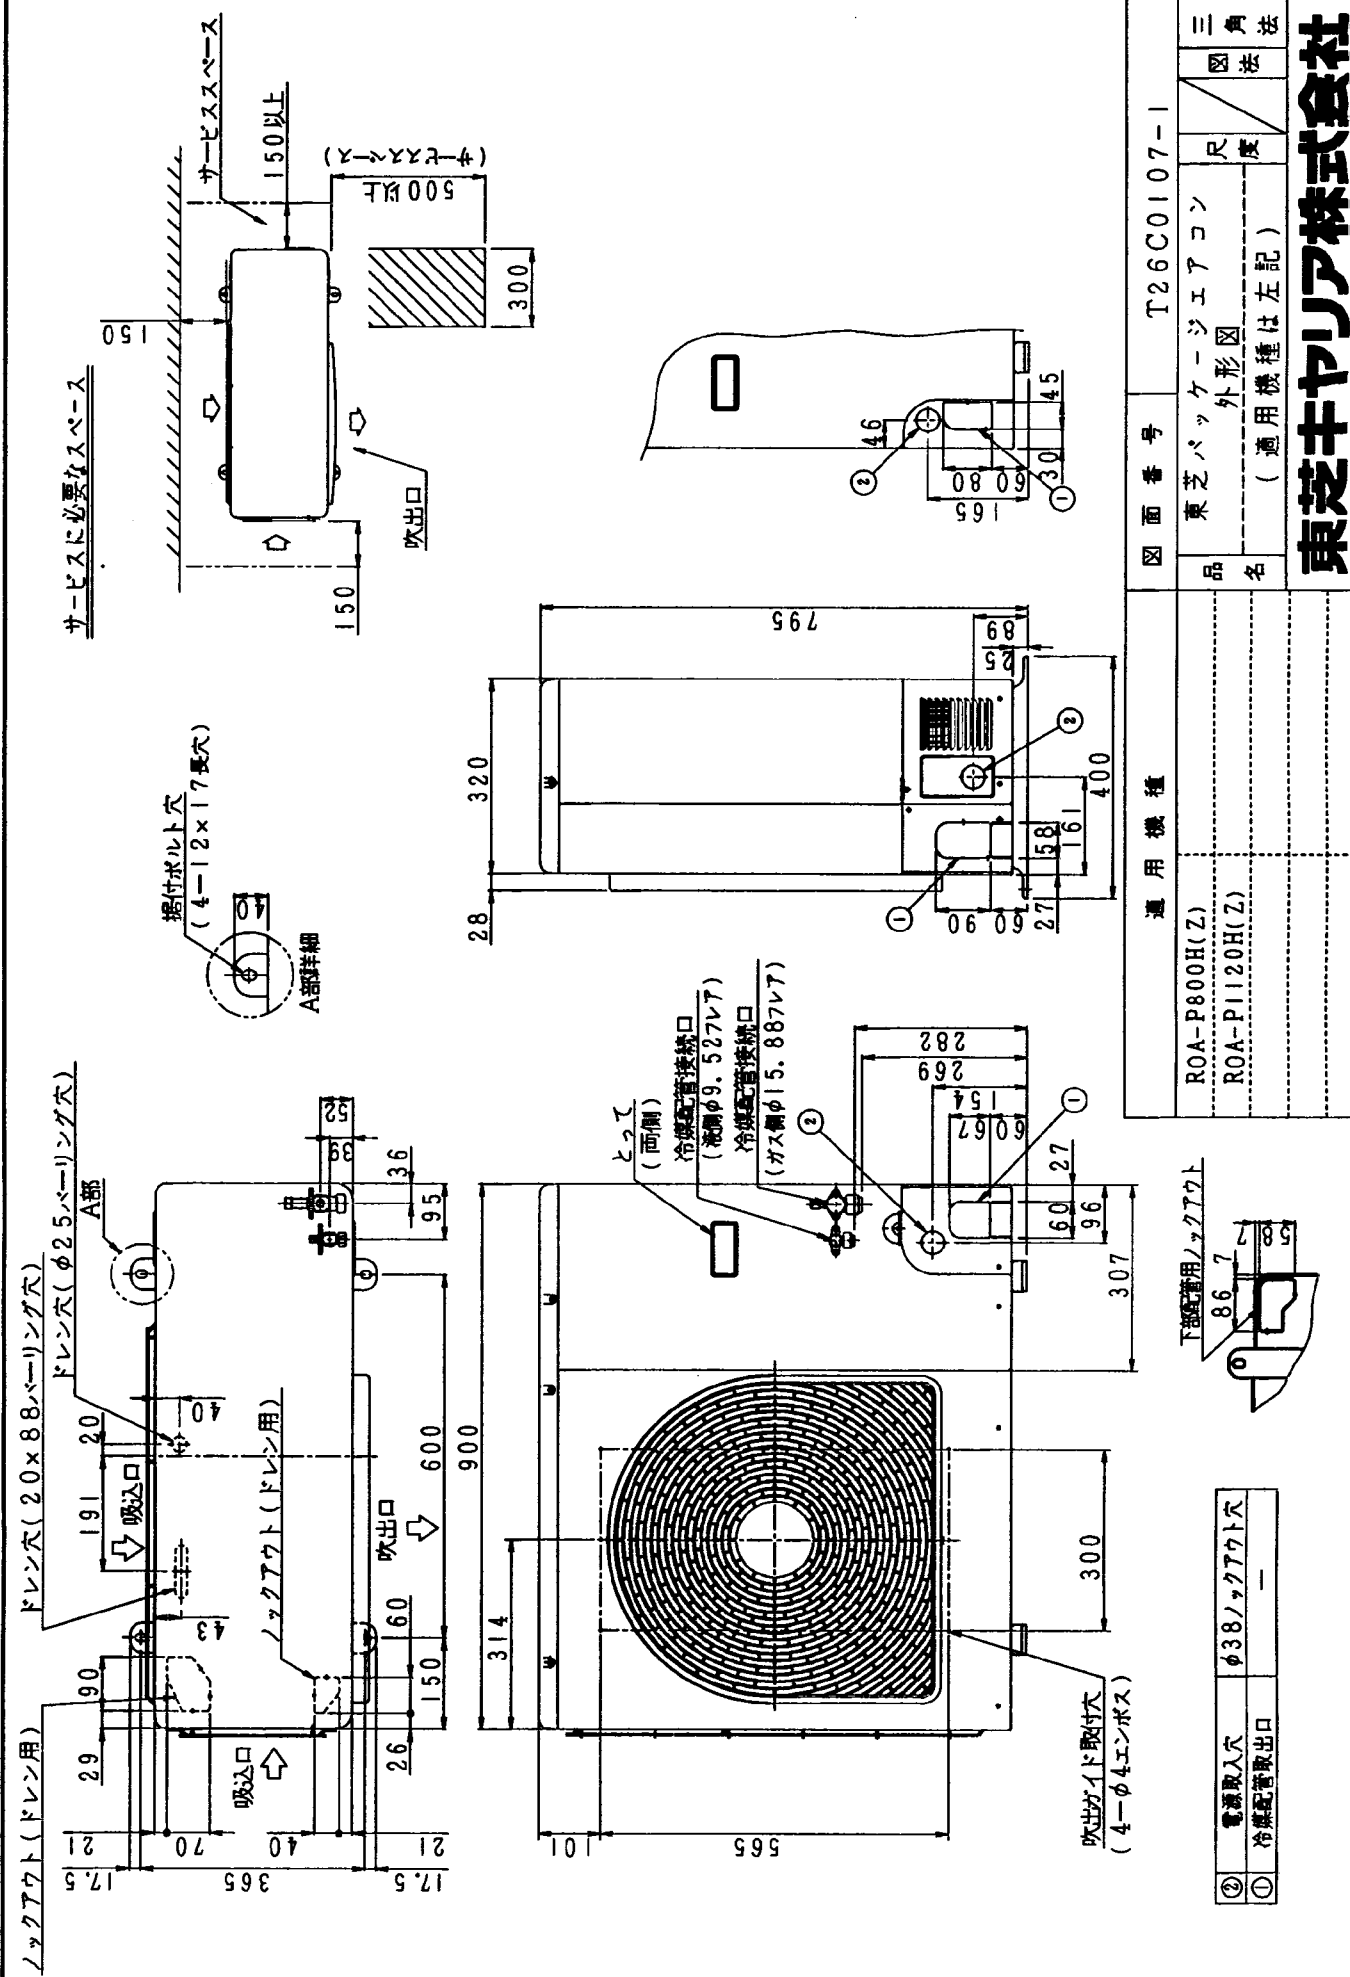 ノックアウト(ドレン用)
ドレン穴(20×88バーリング穴)
ドレン穴(φ25バーリング穴)
A部
29
90
191
20
43
40
吸込口
吸込口
21
17.5
70
365
40
21
17.5
ノックアウト(ドレン用)
吹出口
26
60
150
600
39
52
36
95
据付ボルト穴
(4-12×17長穴)
40
A部詳細
サービスに必要なスペース
サービススペース
150
150以上
500以上
(サービススペース)
300
150
吹出口
900
314
101
565
とって
(両側)
冷媒配管接続口
(液側φ9.52フレア)
冷媒配管接続口
(ガス側φ15.88フレア)
②
282
269
154
67
60
①
27
60
96
307
300
吹出ガイド取付穴
(4-φ4エンボス)
28
320
795
89
25
②
①
90
60
27
58
161
400
②
46
165
80
60
①
30
45
下部配管用ノックアウト
86
7
7
58
② 電源取入穴 φ38ノックアウト穴
① 冷媒配管取出口 —
適用機種
ROA-P800H(Z)
ROA-P1120H(Z)
図面番号 T26C0107-1
品名 東芝パッケージエアコン
外形図
(適用機種は左記)
尺度
図法 三角法
東芝キヤリア株式会社